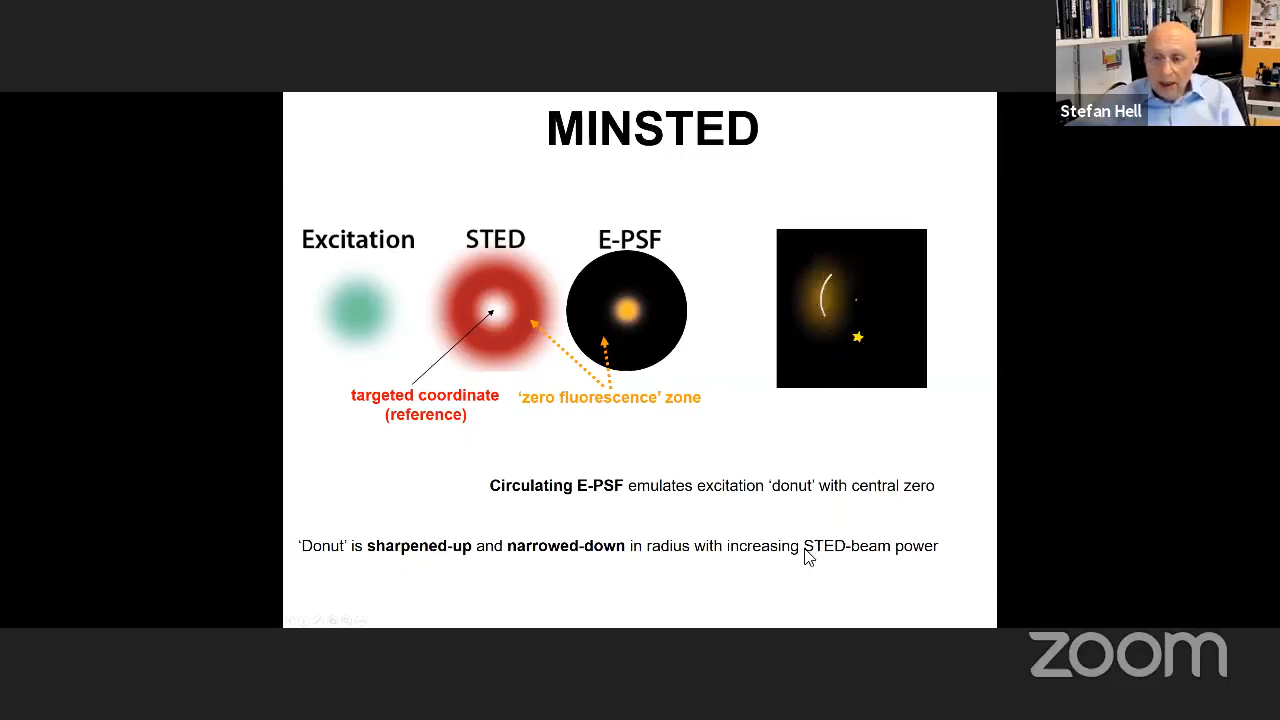 Stefan Hell
MINSTED
Excitation
STED
E-PSF
targeted coordinate
(reference)
‘zero fluorescence’ zone
Circulating E-PSF emulates excitation ‘donut’ with central zero
‘Donut’ is sharpened-up and narrowed-down in radius with increasing STED-beam power
zoom